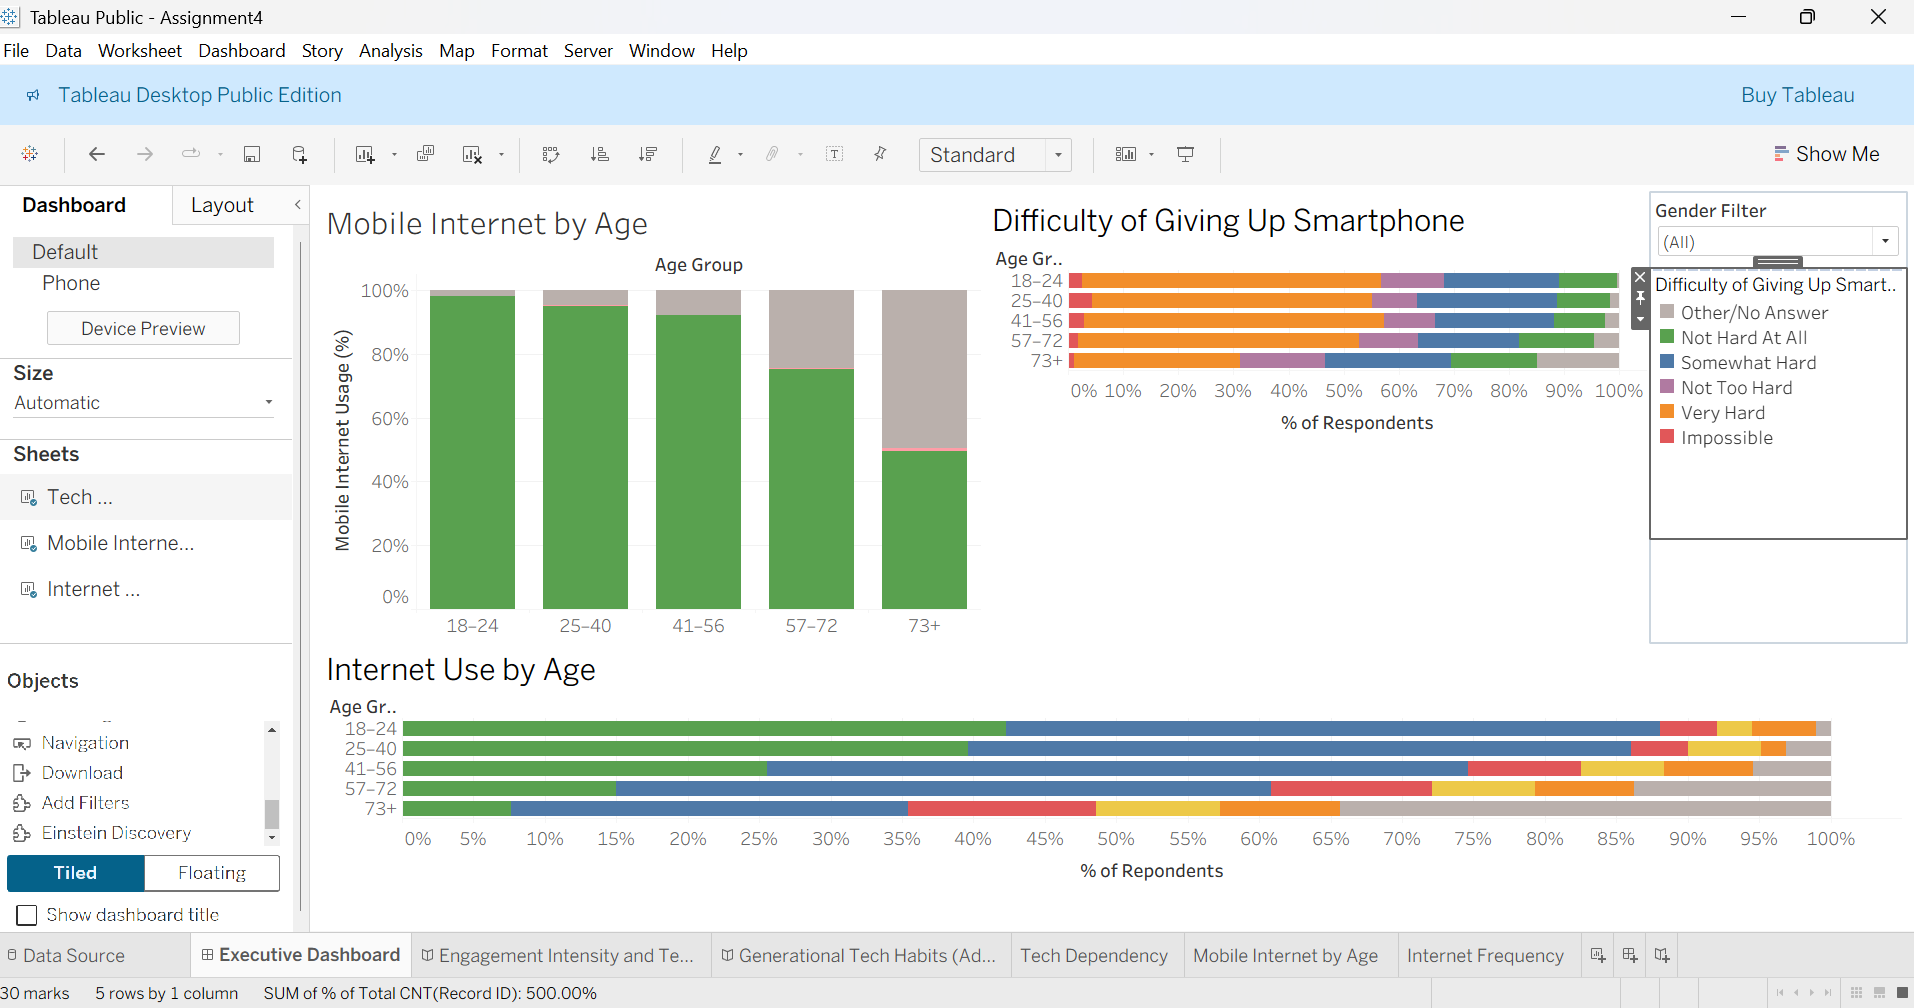 Tableau Public - Assignment4
File Data Worksheet Dashboard Story Analysis Map Format Server Window Help
Tableau Desktop Public Edition
Buy Tableau
Standard
Show Me
Dashboard
Layout
Default
Phone
Device Preview
Size
Automatic
Sheets
Tech ...
Mobile Interne...
Internet ...
Objects
Navigation
Download
Add Filters
Einstein Discovery
Tiled
Floating
Show dashboard title
Mobile Internet by Age
Age Group
Mobile Internet Usage (%)
100%
80%
60%
40%
20%
0%
18–24 25–40 41–56 57–72 73+
Difficulty of Giving Up Smartphone
Age Gr..
18–24
25–40
41–56
57–72
73+
0% 10% 20% 30% 40% 50% 60% 70% 80% 90% 100%
% of Respondents
Gender Filter
(All)
Difficulty of Giving Up Smart..
Other/No Answer
Not Hard At All
Somewhat Hard
Not Too Hard
Very Hard
Impossible
Internet Use by Age
Age Gr..
18–24
25–40
41–56
57–72
73+
0% 5% 10% 15% 20% 25% 30% 35% 40% 45% 50% 55% 60% 65% 70% 75% 80% 85% 90% 95% 100%
% of Repondents
Data Source
Executive Dashboard
Engagement Intensity and Te...
Generational Tech Habits (Ad...
Tech Dependency
Mobile Internet by Age
Internet Frequency
30 marks 5 rows by 1 column SUM of % of Total CNT(Record ID): 500.00%